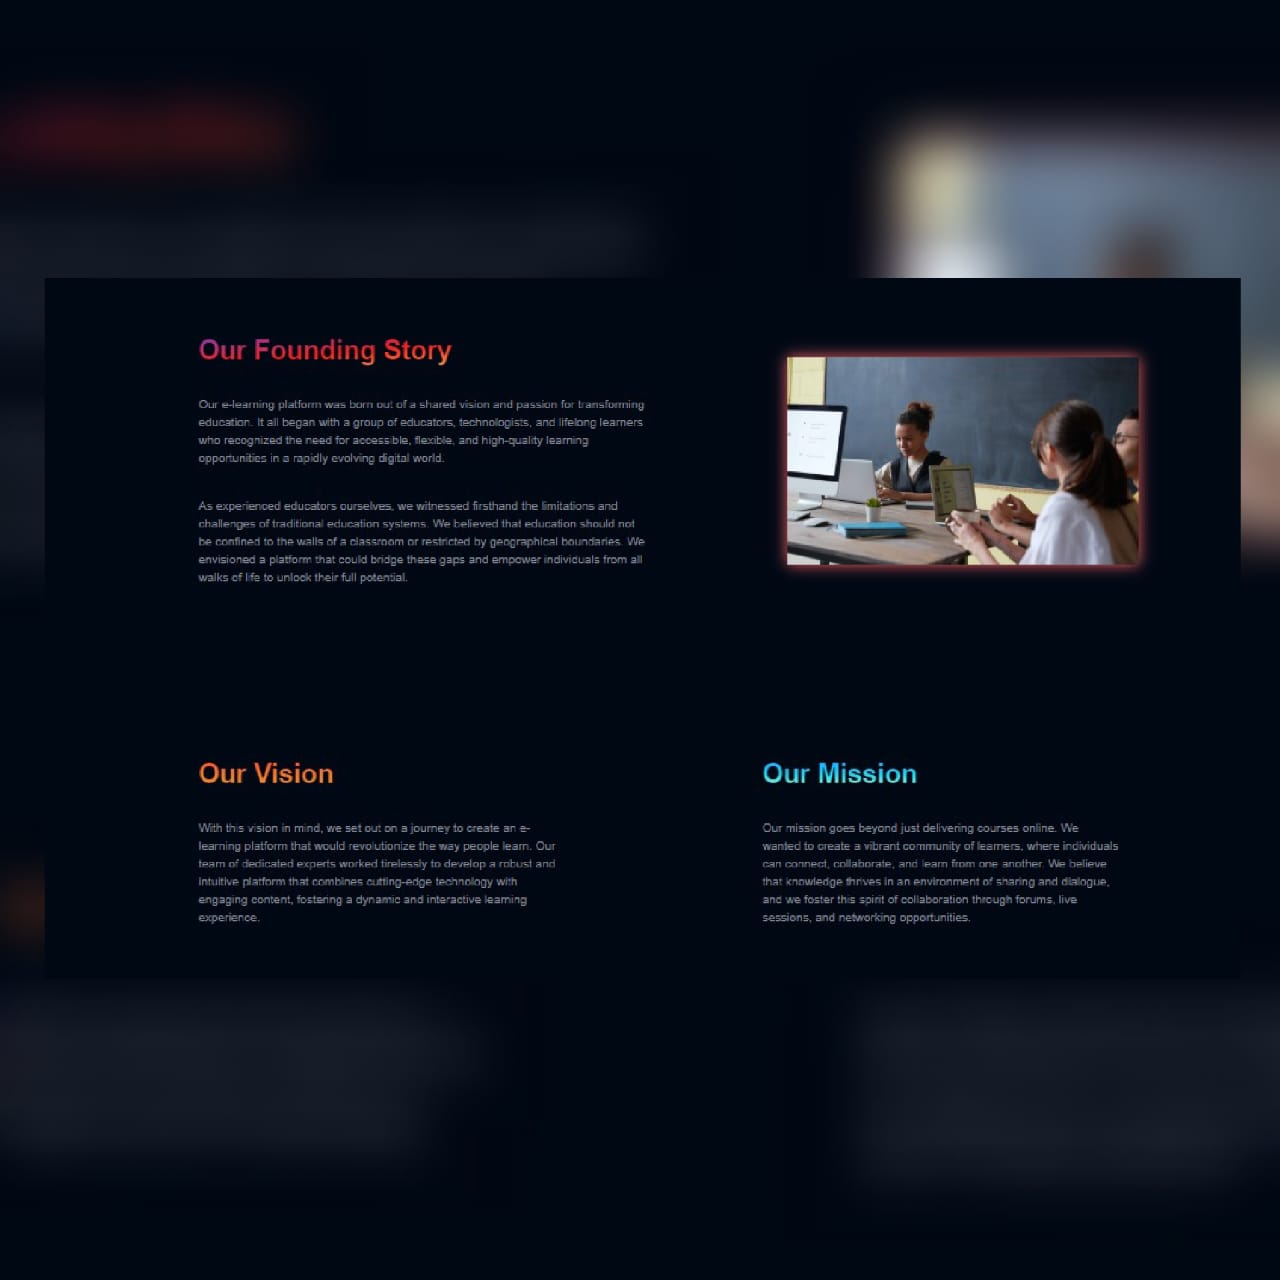 Our Founding Story
Our e-learning platform was born out of a shared vision and passion for transforming
education. It all began with a group of educators, technologists, and lifelong learners
who recognized the need for accessible, flexible, and high-quality learning
opportunities in a rapidly evolving digital world.
As experienced educators ourselves, we witnessed firsthand the limitations and
challenges of traditional education systems. We believed that education should not
be confined to the walls of a classroom or restricted by geographical boundaries. We
envisioned a platform that could bridge these gaps and empower individuals from all
walks of life to unlock their full potential.
Our Vision
With this vision in mind, we set out on a journey to create an e-
learning platform that would revolutionize the way people learn. Our
team of dedicated experts worked tirelessly to develop a robust and
intuitive platform that combines cutting-edge technology with
engaging content, fostering a dynamic and interactive learning
experience.
Our Mission
Our mission goes beyond just delivering courses online. We
wanted to create a vibrant community of learners, where individuals
can connect, collaborate, and learn from one another. We believe
that knowledge thrives in an environment of sharing and dialogue,
and we foster this spirit of collaboration through forums, live
sessions, and networking opportunities.